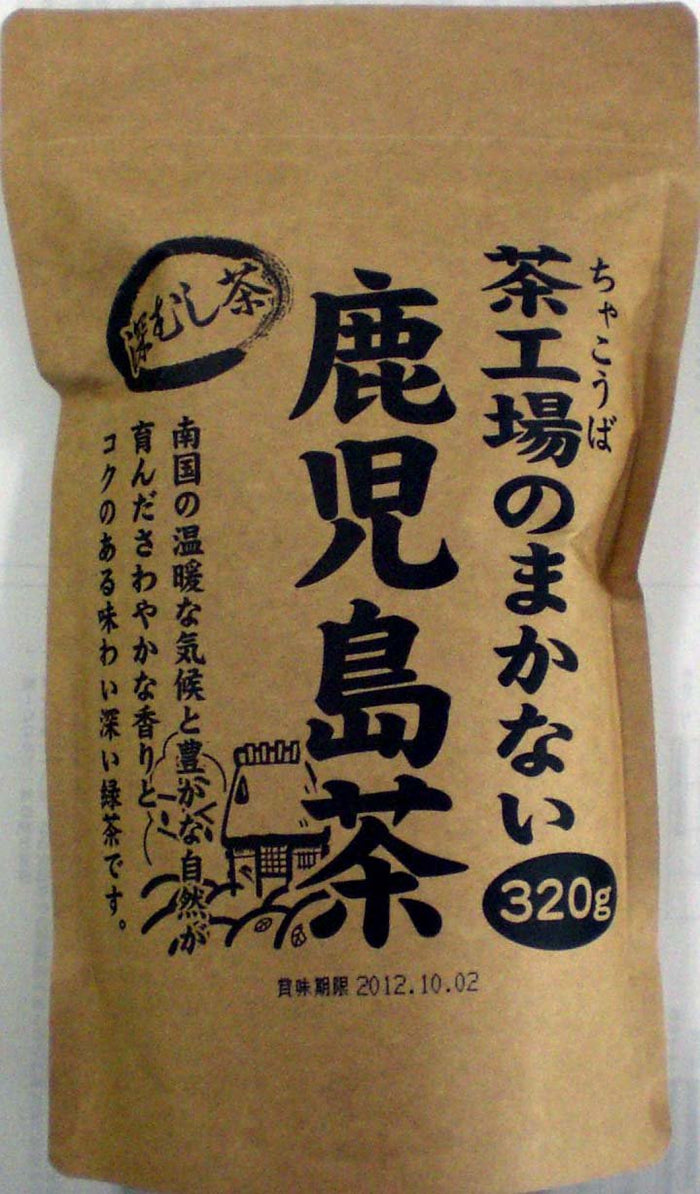 ちゃこうば
茶工場のまかない
320g
鹿児島茶
深むし茶
南国の温暖な気候と豊かな自然が
育んださわやかな香りと
コクのある味わい深い緑茶です。
賞味期限 2012.10.02